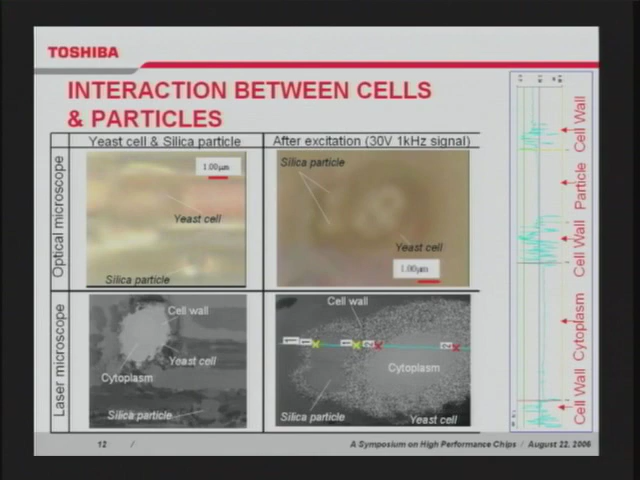 TOSHIBA
INTERACTION BETWEEN CELLS
& PARTICLES
Yeast cell & Silica particle
After excitation (30V 1kHz signal)
Optical microscope
1.00μm
Yeast cell
Silica particle
Silica particle
Yeast cell
1.00μm
Laser microscope
Cell wall
Yeast cell
Cytoplasm
Silica particle
Cell wall
Cytoplasm
Silica particle
Yeast cell
Cell Wall
Particle
Cell Wall
Cytoplasm
Cell Wall
12 /
A Symposium on High Performance Chips / August 22, 2006